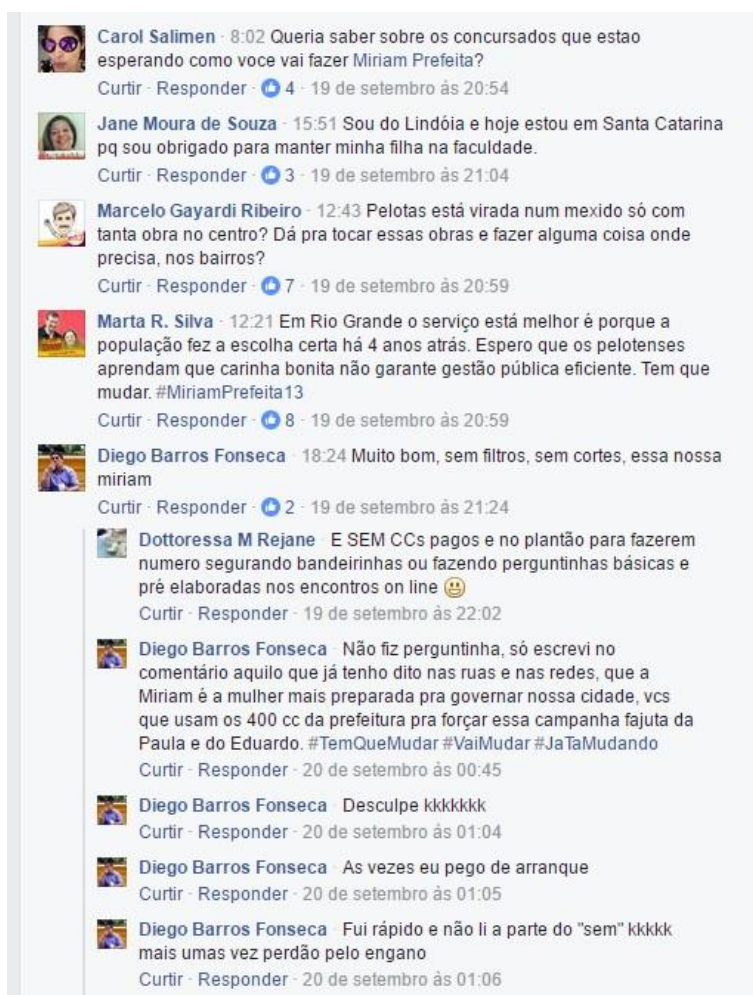 Carol Salimen · 8:02 Queria saber sobre os concursados que estao
esperando como voce vai fazer Miriam Prefeita?
Curtir · Responder · 4 · 19 de setembro às 20:54
Jane Moura de Souza · 15:51 Sou do Lindóia e hoje estou em Santa Catarina
pq sou obrigado para manter minha filha na faculdade.
Curtir · Responder · 3 · 19 de setembro às 21:04
Marcelo Gayardi Ribeiro · 12:43 Pelotas está virada num mexido só com
tanta obra no centro? Dá pra tocar essas obras e fazer alguma coisa onde
precisa, nos bairros?
Curtir · Responder · 7 · 19 de setembro às 20:59
Marta R. Silva · 12:21 Em Rio Grande o serviço está melhor é porque a
população fez a escolha certa há 4 anos atrás. Espero que os pelotenses
aprendam que carinha bonita não garante gestão pública eficiente. Tem que
mudar. #MiriamPrefeita13
Curtir · Responder · 8 · 19 de setembro às 20:59
Diego Barros Fonseca · 18:24 Muito bom, sem filtros, sem cortes, essa nossa
miriam
Curtir · Responder · 2 · 19 de setembro às 21:24
Dottoressa M Rejane · E SEM CCs pagos e no plantão para fazerem
numero segurando bandeirinhas ou fazendo perguntinhas básicas e
pré elaboradas nos encontros on line 😃
Curtir · Responder · 19 de setembro às 22:02
Diego Barros Fonseca · Não fiz perguntinha, só escrevi no
comentário aquilo que já tenho dito nas ruas e nas redes, que a
Miriam é a mulher mais preparada pra governar nossa cidade, vcs
que usam os 400 cc da prefeitura pra forçar essa campanha fajuta da
Paula e do Eduardo. #TemQueMudar #VaiMudar #JaTaMudando
Curtir · Responder · 20 de setembro às 00:45
Diego Barros Fonseca · Desculpe kkkkkkk
Curtir · Responder · 20 de setembro às 01:04
Diego Barros Fonseca · As vezes eu pego de arranque
Curtir · Responder · 20 de setembro às 01:05
Diego Barros Fonseca · Fui rápido e não li a parte do "sem" kkkkk
mais umas vez perdão pelo engano
Curtir · Responder · 20 de setembro às 01:06